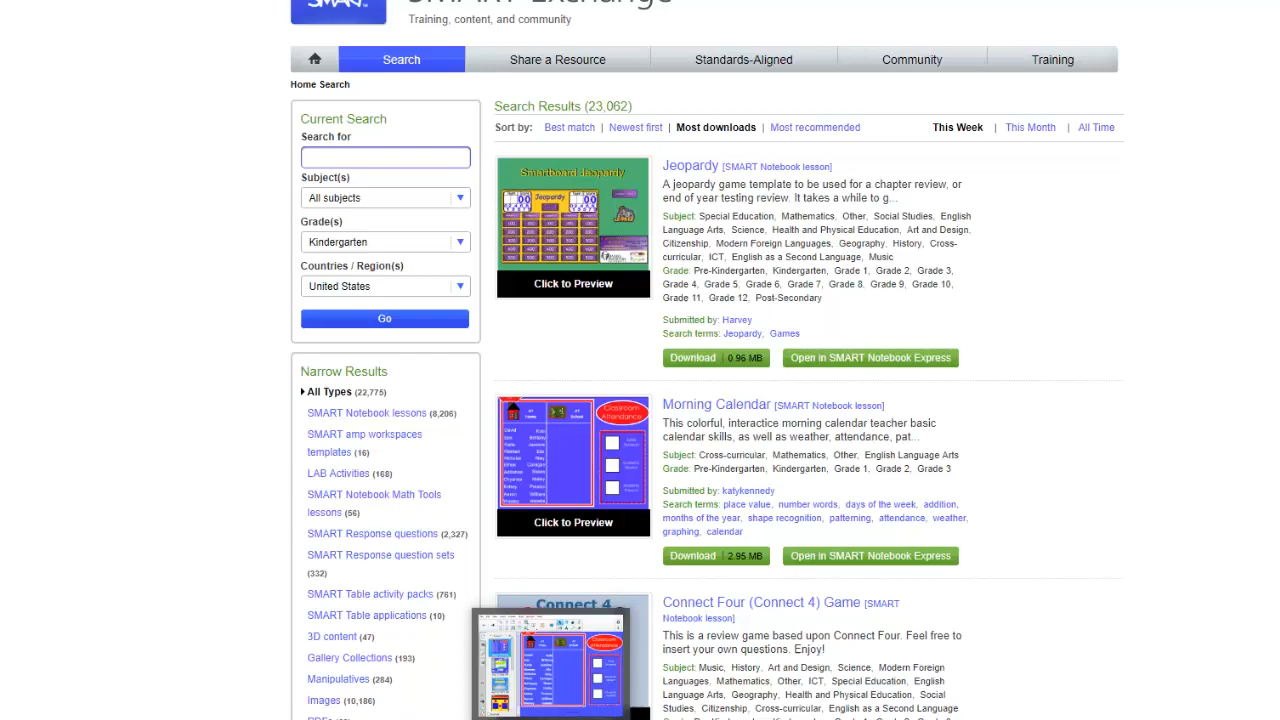 SMART Exchange
Training, content, and community
Search
Share a Resource
Standards-Aligned
Community
Training
Home Search
Current Search
Search for
Subject(s)
All subjects
Grade(s)
Kindergarten
Countries / Region(s)
United States
Go
Narrow Results
All Types (22,775)
SMART Notebook lessons (8,206)
SMART amp workspaces
templates (16)
LAB Activities (168)
SMART Notebook Math Tools
lessons (56)
SMART Response questions (2,327)
SMART Response question sets
(332)
SMART Table activity packs (761)
SMART Table applications (10)
3D content (47)
Gallery Collections (193)
Manipulatives (284)
Images (10,186)
Search Results (23,062)
Sort by: Best match | Newest first | Most downloads | Most recommended
This Week | This Month | All Time
Smartboard Jeopardy
Jeopardy
Click to Preview
Jeopardy [SMART Notebook lesson]
A jeopardy game template to be used for a chapter review, or
end of year testing review. It takes a while to g...
Subject: Special Education, Mathematics, Other, Social Studies, English
Language Arts, Science, Health and Physical Education, Art and Design,
Citizenship, Modern Foreign Languages, Geography, History, Cross-
curricular, ICT, English as a Second Language, Music
Grade: Pre-Kindergarten, Kindergarten, Grade 1, Grade 2, Grade 3,
Grade 4, Grade 5, Grade 6, Grade 7, Grade 8, Grade 9, Grade 10,
Grade 11, Grade 12, Post-Secondary
Submitted by: Harvey
Search terms: Jeopardy, Games
Download | 0.96 MB
Open in SMART Notebook Express
Classroom
Attendance
Click to Preview
Morning Calendar [SMART Notebook lesson]
This colorful, interactice morning calendar teacher basic
calendar skills, as well as weather, attendance, pat...
Subject: Cross-curricular, Mathematics, Other, English Language Arts
Grade: Pre-Kindergarten, Kindergarten, Grade 1, Grade 2, Grade 3
Submitted by: katykennedy
Search terms: place value, number words, days of the week, addition,
months of the year, shape recognition, patterning, attendance, weather,
graphing, calendar
Download | 2.95 MB
Open in SMART Notebook Express
Connect 4
Connect Four (Connect 4) Game [SMART
Notebook lesson]
This is a review game based upon Connect Four. Feel free to
insert your own questions. Enjoy!
Subject: Music, History, Art and Design, Science, Modern Foreign
Languages, Mathematics, Other, ICT, Special Education, English
Language Arts, Geography, Health and Physical Education, Social
Studies, Citizenship, Cross-curricular, English as a Second Language